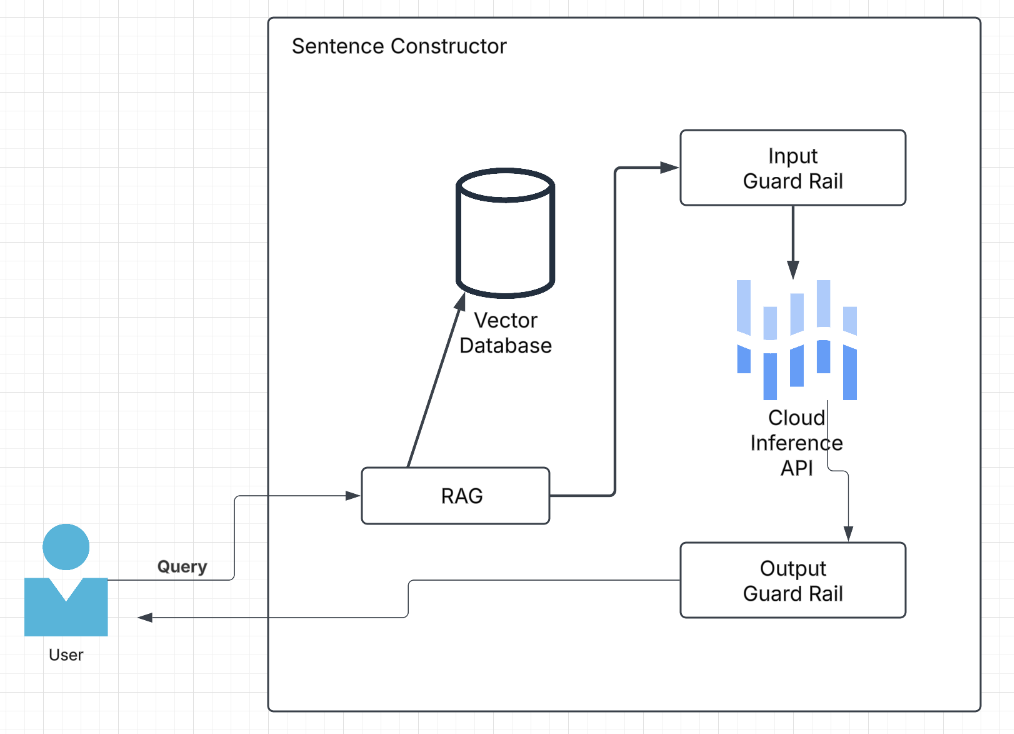 Sentence Constructor
Input
Guard Rail
Vector
Database
Cloud
Inference
API
RAG
Query
Output
Guard Rail
User